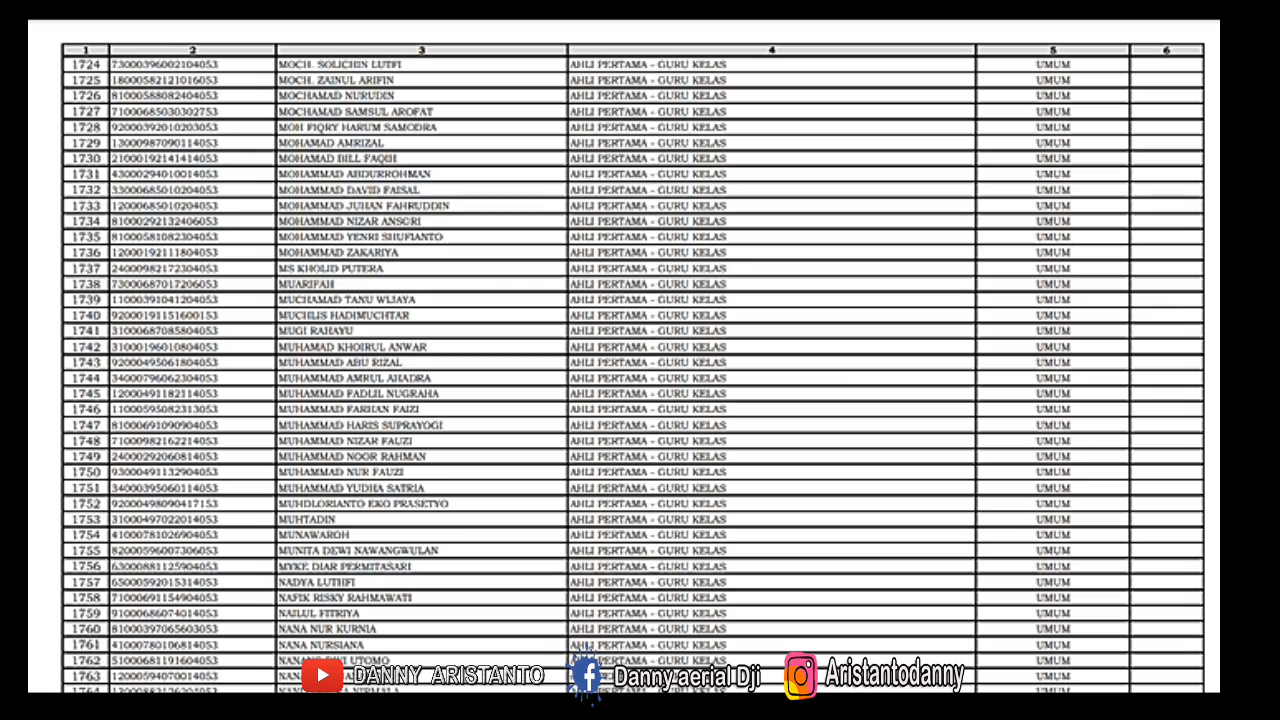 1 2 3 4 5 6
1724 73000396002104053 MOCH. SOLICHIN LUTFI AHLI PERTAMA - GURU KELAS UMUM
1725 18000582121016053 MOCH. ZAINUL ARIFIN AHLI PERTAMA - GURU KELAS UMUM
1726 81000588082404053 MOCHAMAD NURUDIN AHLI PERTAMA - GURU KELAS UMUM
1727 71000685030302753 MOCHAMAD SAMSUL AROFAT AHLI PERTAMA - GURU KELAS UMUM
1728 92000392010203053 MOH FIQRY HARUM SAMODRA AHLI PERTAMA - GURU KELAS UMUM
1729 13000987090114053 MOHAMAD AMRIZAL AHLI PERTAMA - GURU KELAS UMUM
1730 21000192141414053 MOHAMAD BILL FAQIH AHLI PERTAMA - GURU KELAS UMUM
1731 43000294010014053 MOHAMMAD ABDURROHMAN AHLI PERTAMA - GURU KELAS UMUM
1732 33000685010204053 MOHAMMAD DAVID FAISAL AHLI PERTAMA - GURU KELAS UMUM
1733 12000685010204053 MOHAMMAD JUHAN FAHRUDDIN AHLI PERTAMA - GURU KELAS UMUM
1734 81000292132406053 MOHAMMAD NIZAR ANSORI AHLI PERTAMA - GURU KELAS UMUM
1735 81000581082304053 MOHAMMAD YENRI SHUFIANTO AHLI PERTAMA - GURU KELAS UMUM
1736 12000192111804053 MOHAMMAD ZAKARIYA AHLI PERTAMA - GURU KELAS UMUM
1737 24000982172304053 MS KHOLID PUTERA AHLI PERTAMA - GURU KELAS UMUM
1738 73000687017206053 MUARIFAH AHLI PERTAMA - GURU KELAS UMUM
1739 11000391041204053 MUCHAMAD TANU WIJAYA AHLI PERTAMA - GURU KELAS UMUM
1740 92000191151600153 MUCHLIS HADIMUCHTAR AHLI PERTAMA - GURU KELAS UMUM
1741 31000687085804053 MUGI RAHAYU AHLI PERTAMA - GURU KELAS UMUM
1742 31000196010804053 MUHAMAD KHOIRUL ANWAR AHLI PERTAMA - GURU KELAS UMUM
1743 92000495061804053 MUHAMMAD ABU RIZAL AHLI PERTAMA - GURU KELAS UMUM
1744 34000796062304053 MUHAMMAD AMRUL AHADRA AHLI PERTAMA - GURU KELAS UMUM
1745 12000491182114053 MUHAMMAD FADLIL NUGRAHA AHLI PERTAMA - GURU KELAS UMUM
1746 11000595082313053 MUHAMMAD FARHAN FAIZI AHLI PERTAMA - GURU KELAS UMUM
1747 81000691090904053 MUHAMMAD HARIS SUPRAYOGI AHLI PERTAMA - GURU KELAS UMUM
1748 71000982162214053 MUHAMMAD NIZAR FAUZI AHLI PERTAMA - GURU KELAS UMUM
1749 24000292060814053 MUHAMMAD NOOR RAHMAN AHLI PERTAMA - GURU KELAS UMUM
1750 93000491132904053 MUHAMMAD NUR FAUZI AHLI PERTAMA - GURU KELAS UMUM
1751 34000395060114053 MUHAMMAD YUDHA SATRIA AHLI PERTAMA - GURU KELAS UMUM
1752 92000498090417153 MUHDLORIANTO EKO PRASETYO AHLI PERTAMA - GURU KELAS UMUM
1753 31000497022014053 MUHTADIN AHLI PERTAMA - GURU KELAS UMUM
1754 41000781026904053 MUNAWAROH AHLI PERTAMA - GURU KELAS UMUM
1755 82000596007306053 MUNITA DEWI NAWANGWULAN AHLI PERTAMA - GURU KELAS UMUM
1756 63000881125904053 MYKE DIAR PERMITASARI AHLI PERTAMA - GURU KELAS UMUM
1757 65000592015314053 NADYA LUTHFI AHLI PERTAMA - GURU KELAS UMUM
1758 71000691154904053 NAFIK RISKY RAHMAWATI AHLI PERTAMA - GURU KELAS UMUM
1759 91000686074014053 NAILUL FITRIYA AHLI PERTAMA - GURU KELAS UMUM
1760 81000397065603053 NANA NUR KURNIA AHLI PERTAMA - GURU KELAS UMUM
1761 41000780106814053 NANA NURSIANA AHLI PERTAMA - GURU KELAS UMUM
1762 51000681191604053 UTOMO PERTAMA - GURU KELAS UMUM
1763 12000594070014053
DANNY ARISTANTO Danny aerial Dji Aristantodanny